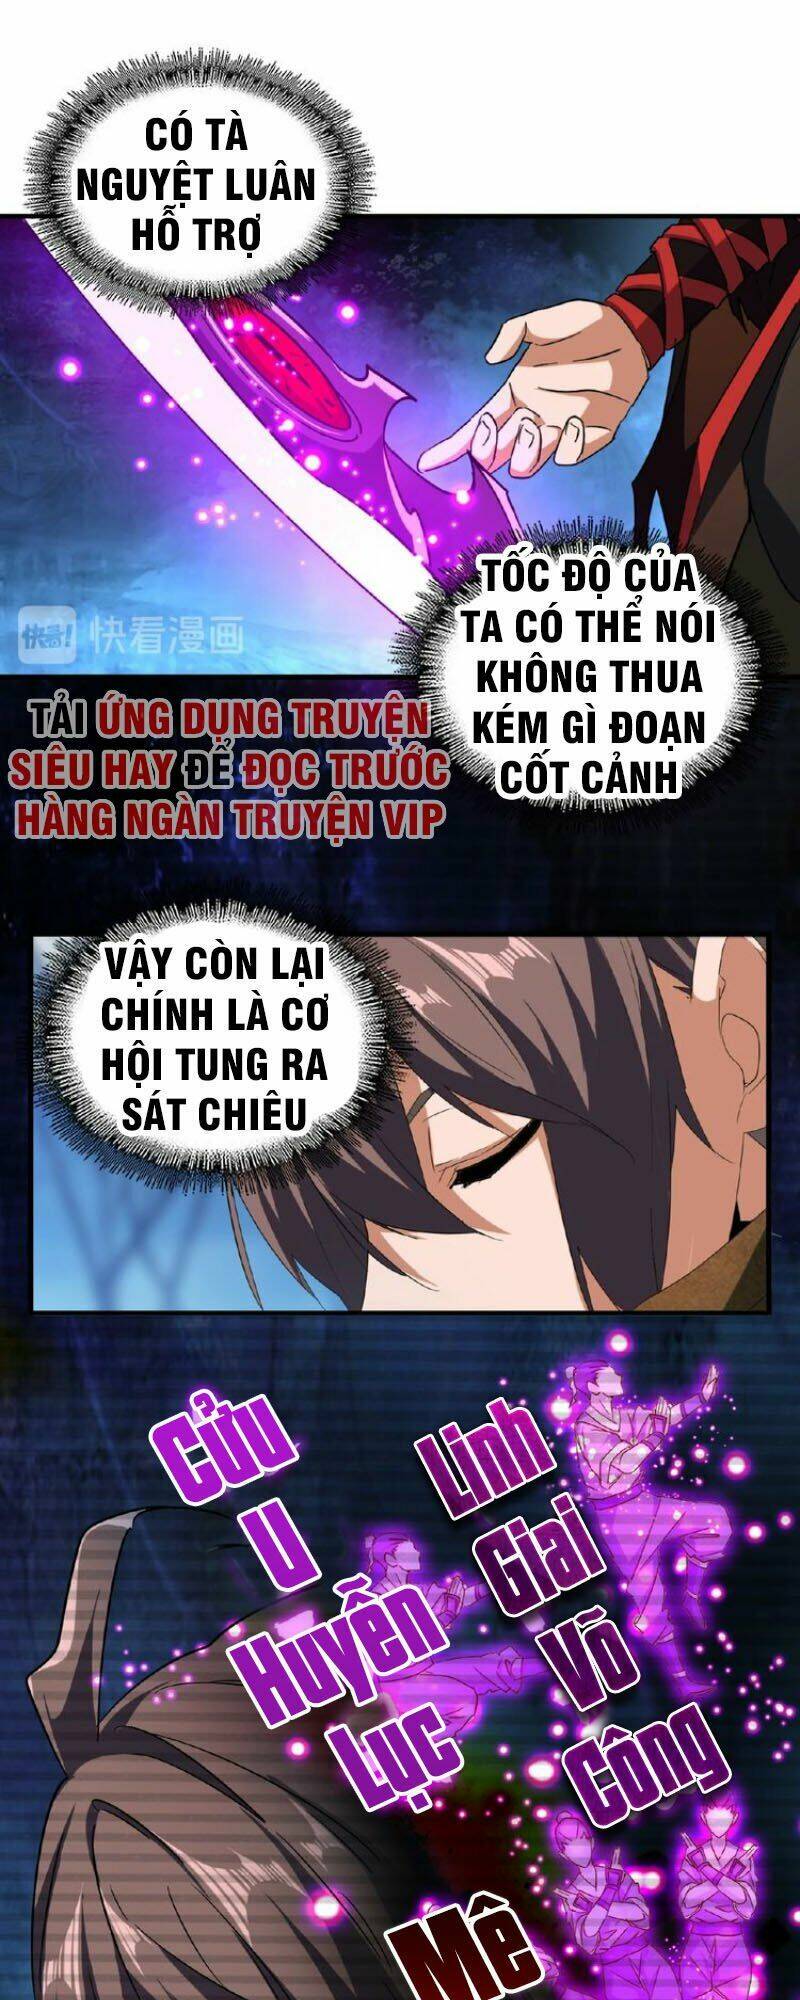 CÓ TÀ
NGUYỆT LUÂN
HỖ TRỢ
TỐC ĐỘ CỦA
TA CÓ THỂ NÓI
KHÔNG THUA
KÉM GÌ ĐOẠN
CỐT CẢNH
快看! 快看漫画
TẢI ỨNG DỤNG TRUYỆN
SIÊU HAY ĐỂ ĐỌC TRƯỚC
HÀNG NGÀN TRUYỆN VIP
VẬY CÒN LẠI
CHÍNH LÀ CƠ
HỘI TUNG RA
SÁT CHIÊU
Linh
Giai
Võ
Công
Cửu
U
Huyễn
Lục
Mê